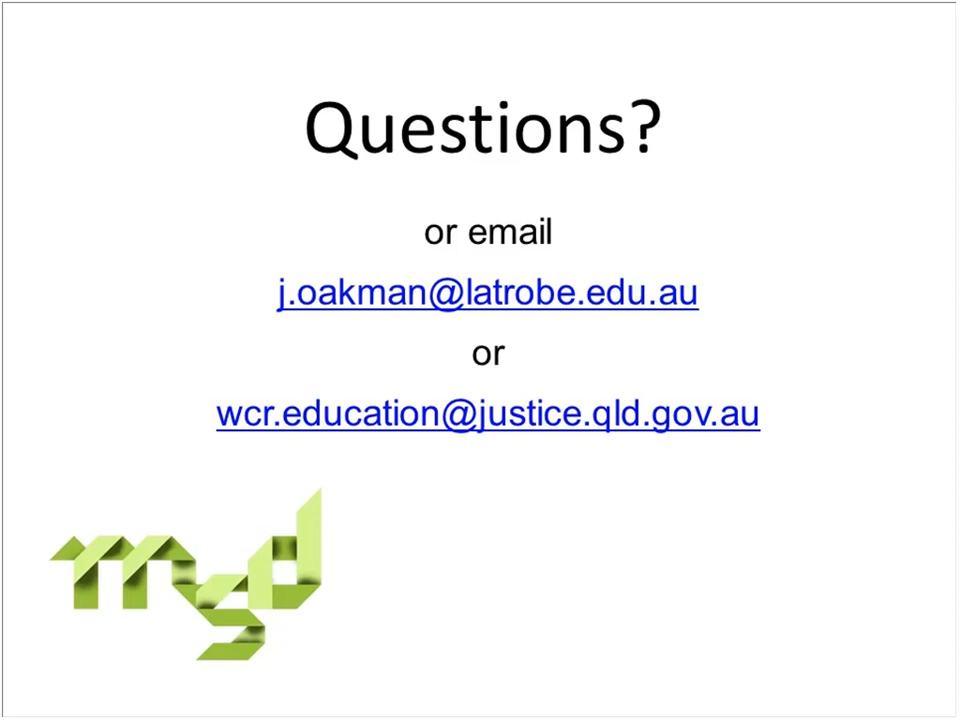 Questions?
or email
j.oakman@latrobe.edu.au
or
wcr.education@justice.qld.gov.au
msd